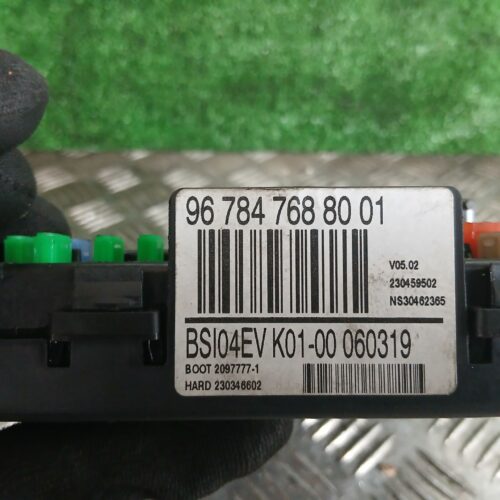 96 784 768 80 01
V05.02
230459502
NS30462365
BSI04EV K01-00 060319
BOOT 2097777-1
HARD 230346602